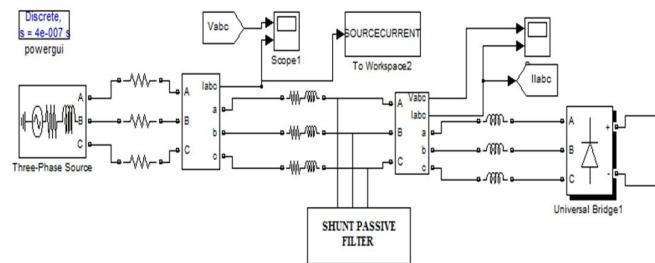 Discrete,
s = 4e-007 s
powergui
Vabc
Scope1
SOURCECURRENT
To Workspace2
A
B
C
Three-Phase Source
A
B
C
Iabc
a
b
c
A
B
C
Vabc
Iabc
a
b
c
IIabc
A
B
C
+
-
Universal Bridge1
SHUNT PASSIVE
FILTER